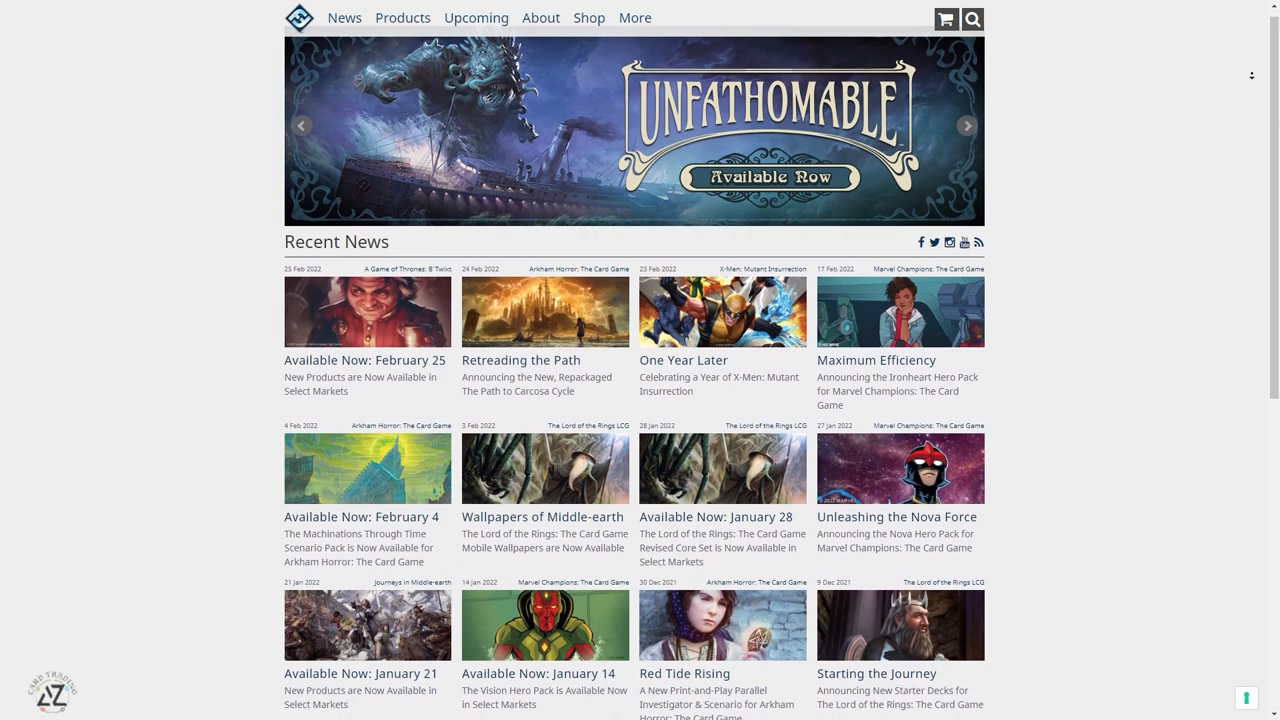 News Products Upcoming About Shop More
UNFATHOMABLE
Available Now
Recent News
25 Feb 2022 A Game of Thrones: B'Twixt
24 Feb 2022 Arkham Horror: The Card Game
23 Feb 2022 X-Men: Mutant Insurrection
17 Feb 2022 Marvel Champions: The Card Game
Available Now: February 25
New Products are Now Available in
Select Markets
Retreading the Path
Announcing the New, Repackaged
The Path to Carcosa Cycle
One Year Later
Celebrating a Year of X-Men: Mutant
Insurrection
Maximum Efficiency
Announcing the Ironheart Hero Pack
for Marvel Champions: The Card
Game
4 Feb 2022 Arkham Horror: The Card Game
3 Feb 2022 The Lord of the Rings LCG
28 Jan 2022 The Lord of the Rings LCG
27 Jan 2022 Marvel Champions: The Card Game
© 2022 MARVEL
Available Now: February 4
The Machinations Through Time
Scenario Pack is Now Available for
Arkham Horror: The Card Game
Wallpapers of Middle-earth
The Lord of the Rings: The Card Game
Mobile Wallpapers are Now Available
Available Now: January 28
The Lord of the Rings: The Card Game
Revised Core Set is Now Available in
Select Markets
Unleashing the Nova Force
Announcing the Nova Hero Pack for
Marvel Champions: The Card Game
21 Jan 2022 Journeys in Middle-earth
14 Jan 2022 Marvel Champions: The Card Game
30 Dec 2021 Arkham Horror: The Card Game
9 Dec 2021 The Lord of the Rings LCG
Available Now: January 21
New Products are Now Available in
Select Markets
Available Now: January 14
The Vision Hero Pack is Available Now
in Select Markets
Red Tide Rising
A New Print-and-Play Parallel
Investigator & Scenario for Arkham
Horror: The Card Game
Starting the Journey
Announcing New Starter Decks for
The Lord of the Rings: The Card Game
CARD TRADING